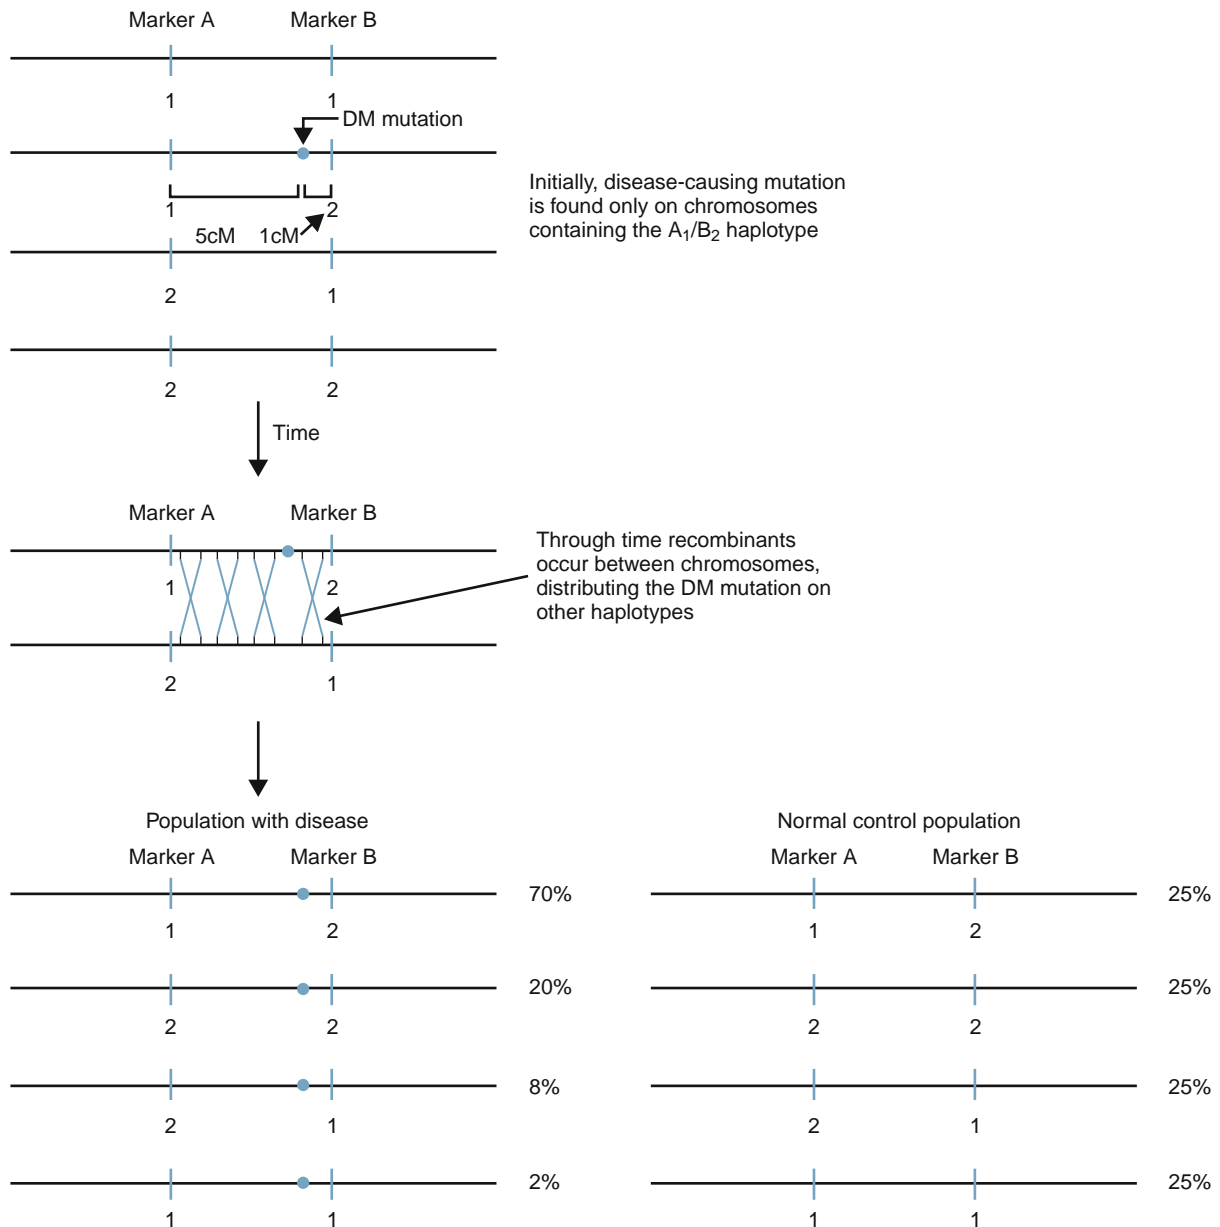 Marker A Marker B
1 1
DM mutation
Initially, disease-causing mutation
is found only on chromosomes
containing the A₁/B₂ haplotype
1 2
5cM 1cM
2 1
2 2
Time
Marker A Marker B
Through time recombinants
occur between chromosomes,
distributing the DM mutation on
other haplotypes
1 2
2 1
Population with disease
Marker A Marker B
70%
1 2
20%
2 2
8%
2 1
2%
1 1
Normal control population
Marker A Marker B
25%
1 2
25%
2 2
25%
2 1
25%
1 1